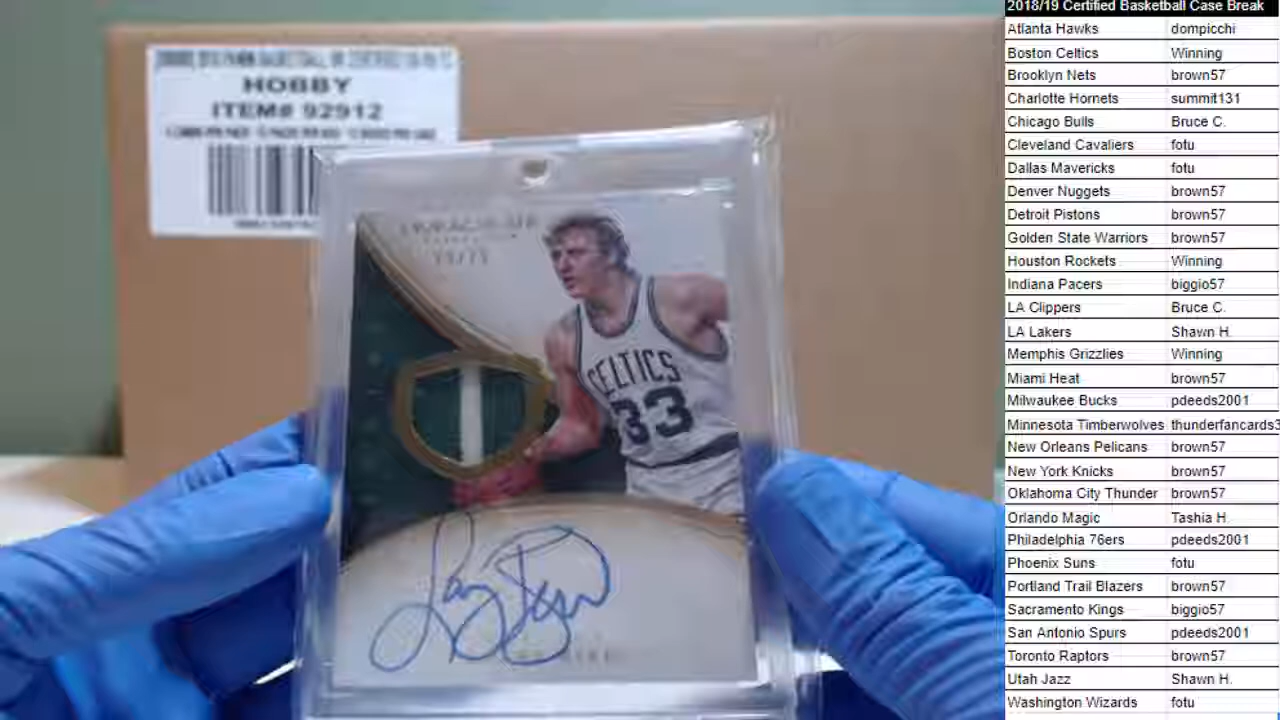 HOBBY
ITEM# 92912
IMMACULATE
CELTICS
33
Larry Bird
2018/19 Certified Basketball Case Break
Atlanta Hawks dompicchi
Boston Celtics Winning
Brooklyn Nets brown57
Charlotte Hornets summit131
Chicago Bulls Bruce C.
Cleveland Cavaliers fotu
Dallas Mavericks fotu
Denver Nuggets brown57
Detroit Pistons brown57
Golden State Warriors brown57
Houston Rockets Winning
Indiana Pacers biggio57
LA Clippers Bruce C.
LA Lakers Shawn H.
Memphis Grizzlies Winning
Miami Heat brown57
Milwaukee Bucks pdeeds2001
Minnesota Timberwolves thunderfancards3
New Orleans Pelicans brown57
New York Knicks brown57
Oklahoma City Thunder brown57
Orlando Magic Tashia H.
Philadelphia 76ers pdeeds2001
Phoenix Suns fotu
Portland Trail Blazers brown57
Sacramento Kings biggio57
San Antonio Spurs pdeeds2001
Toronto Raptors brown57
Utah Jazz Shawn H.
Washington Wizards fotu